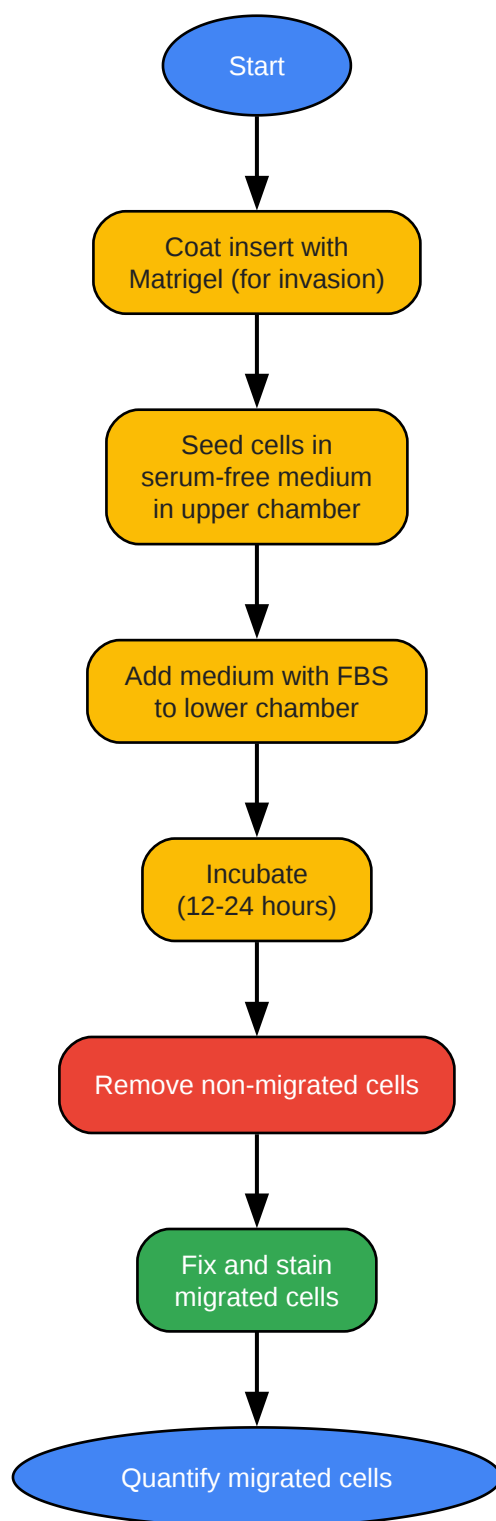 Start
Coat insert with
Matrigel (for invasion)
Seed cells in
serum-free medium
in upper chamber
Add medium with FBS
to lower chamber
Incubate
(12-24 hours)
Remove non-migrated cells
Fix and stain
migrated cells
Quantify migrated cells